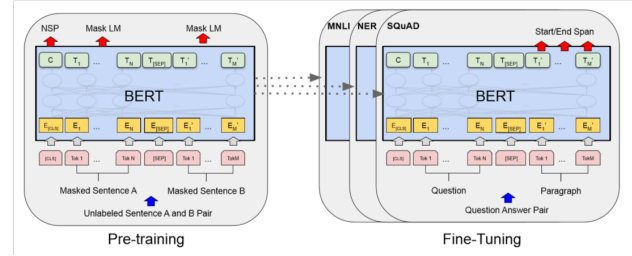 NSP Mask LM Mask LM
C T1 ... TN T[SEP] T1' ... TM'
BERT
E[CLS] E1 ... EN E[SEP] E1' ... EM'
[CLS] Tok 1 ... Tok N [SEP] Tok 1 ... TokM
Masked Sentence A Masked Sentence B
Unlabeled Sentence A and B Pair
Pre-training
MNLI NER SQuAD
Start/End Span
C T1 ... TN T[SEP] T1' ... TM'
BERT
E[CLS] E1 ... EN E[SEP] E1' ... EM'
[CLS] Tok 1 ... Tok N [SEP] Tok 1 ... TokM
Question Paragraph
Question Answer Pair
Fine-Tuning